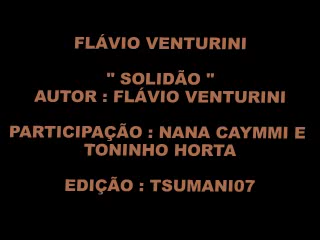 FLÁVIO VENTURINI
" SOLIDÃO "
AUTOR : FLÁVIO VENTURINI
PARTICIPAÇÃO : NANA CAYMMI E
TONINHO HORTA
EDIÇÃO : TSUMANI07